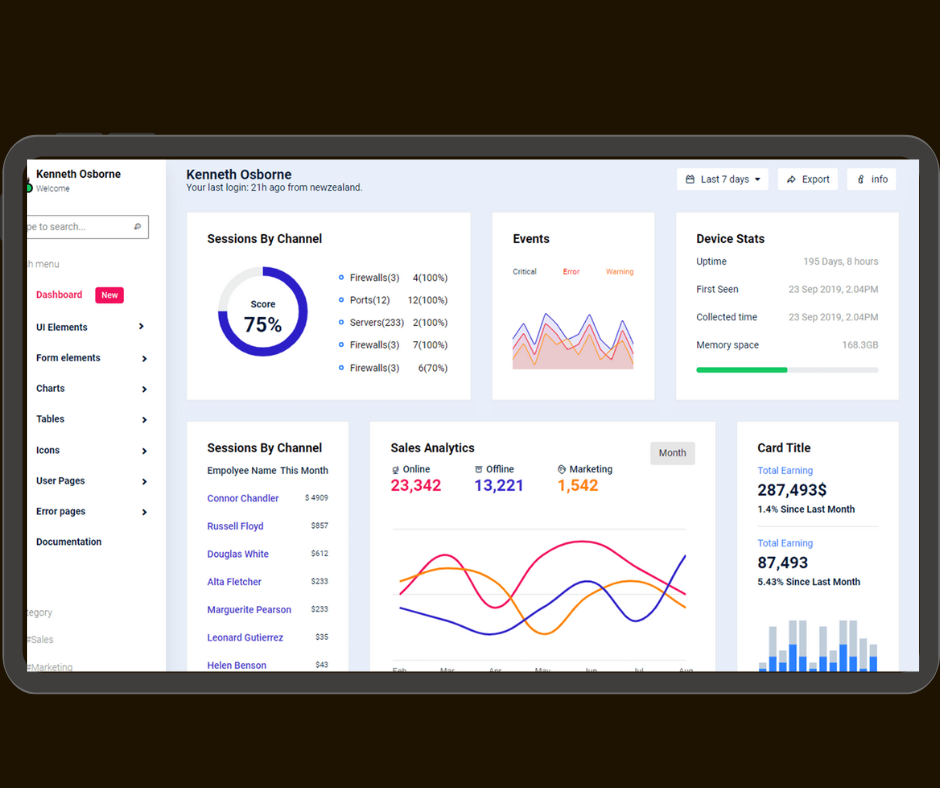 Kenneth Osborne
Welcome
pe to search...
h menu
Dashboard New
UI Elements
Form elements
Charts
Tables
Icons
User Pages
Error pages
Documentation
tegory
#Sales
#Marketing
Kenneth Osborne
Your last login: 21h ago from newzealand.
Last 7 days
Export
info
Sessions By Channel
Score
75%
Firewalls(3) 4(100%)
Ports(12) 12(100%)
Servers(233) 2(100%)
Firewalls(3) 7(100%)
Firewalls(3) 6(70%)
Events
Critical Error Warning
Device Stats
Uptime 195 Days, 8 hours
First Seen 23 Sep 2019, 2.04PM
Collected time 23 Sep 2019, 2.04PM
Memory space 168.3GB
Sessions By Channel
Empolyee Name This Month
Connor Chandler $ 4909
Russell Floyd $857
Douglas White $612
Alta Fletcher $233
Marguerite Pearson $233
Leonard Gutierrez $35
Helen Benson $43
Sales Analytics
Month
Online Offline Marketing
23,342 13,221 1,542
Feb Mar Apr May Jun Jul Aug
Card Title
Total Earning
287,493$
1.4% Since Last Month
Total Earning
87,493
5.43% Since Last Month